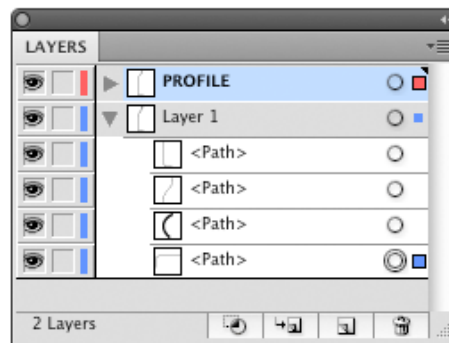 LAYERS
PROFILE
Layer 1
<Path>
<Path>
<Path>
<Path>
2 Layers